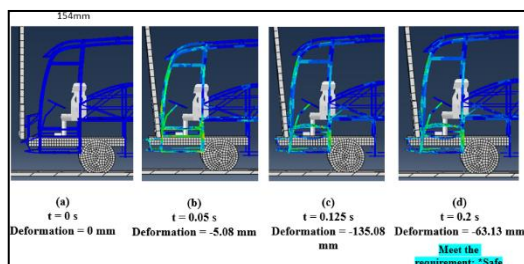 154mm
(a)
t = 0 s
Deformation = 0 mm
(b)
t = 0.05 s
Deformation = -5.08 mm
(c)
t = 0.125 s
Deformation = -135.08
mm
(d)
t = 0.2 s
Deformation = -63.13 mm
Meet the
requirement: *Safe